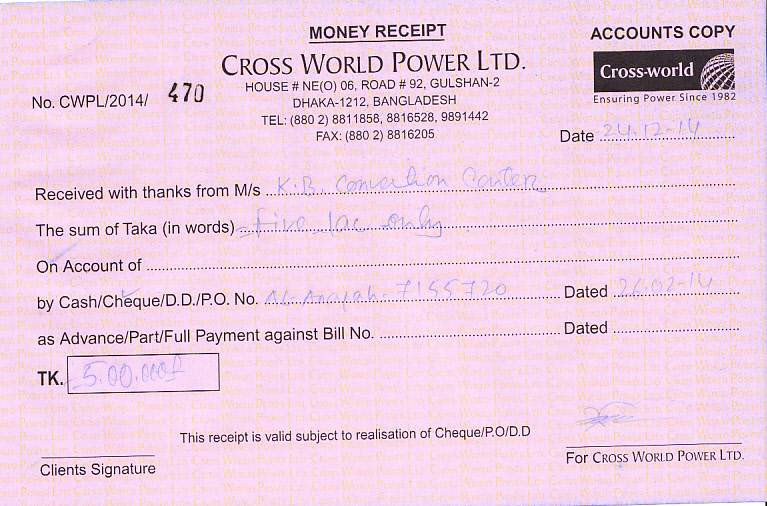 MONEY RECEIPT
ACCOUNTS COPY
CROSS WORLD POWER LTD.
Cross-world
Ensuring Power Since 1982
HOUSE # NE(O) 06, ROAD # 92, GULSHAN-2
DHAKA-1212, BANGLADESH
TEL: (880 2) 8811858, 8816528, 9891442
FAX: (880 2) 8816205
No. CWPL/2014/ 470
Date 24.12-14
Received with thanks from M/s K.B. Convention Center
The sum of Taka (in words) five lac only
On Account of
by Cash/Cheque/D.D./P.O. No. AL-Arafah-7155720 Dated 26.02-14
as Advance/Part/Full Payment against Bill No. Dated
TK. 5,00,000/=
This receipt is valid subject to realisation of Cheque/P.O/D.D
Clients Signature
For CROSS WORLD POWER LTD.